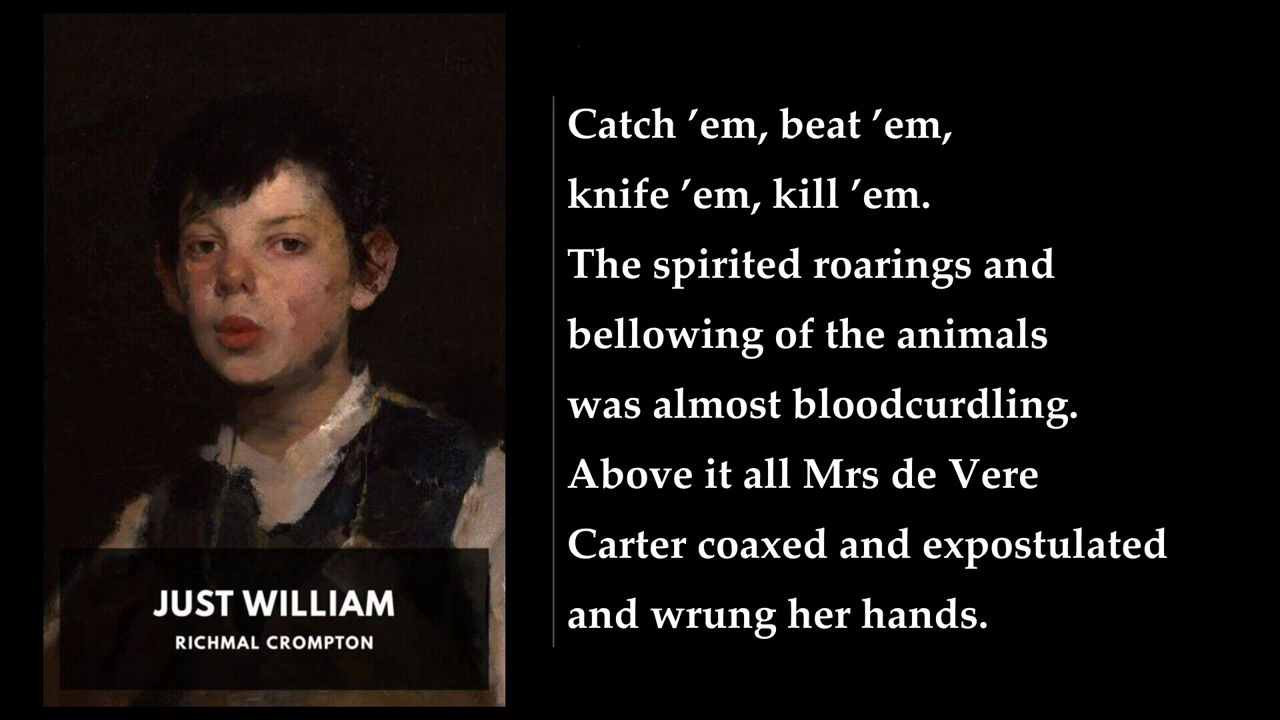 JUST WILLIAM
RICHMAL CROMPTON
Catch ’em, beat ’em,
knife ’em, kill ’em.
The spirited roarings and
bellowing of the animals
was almost bloodcurdling.
Above it all Mrs de Vere
Carter coaxed and expostulated
and wrung her hands.